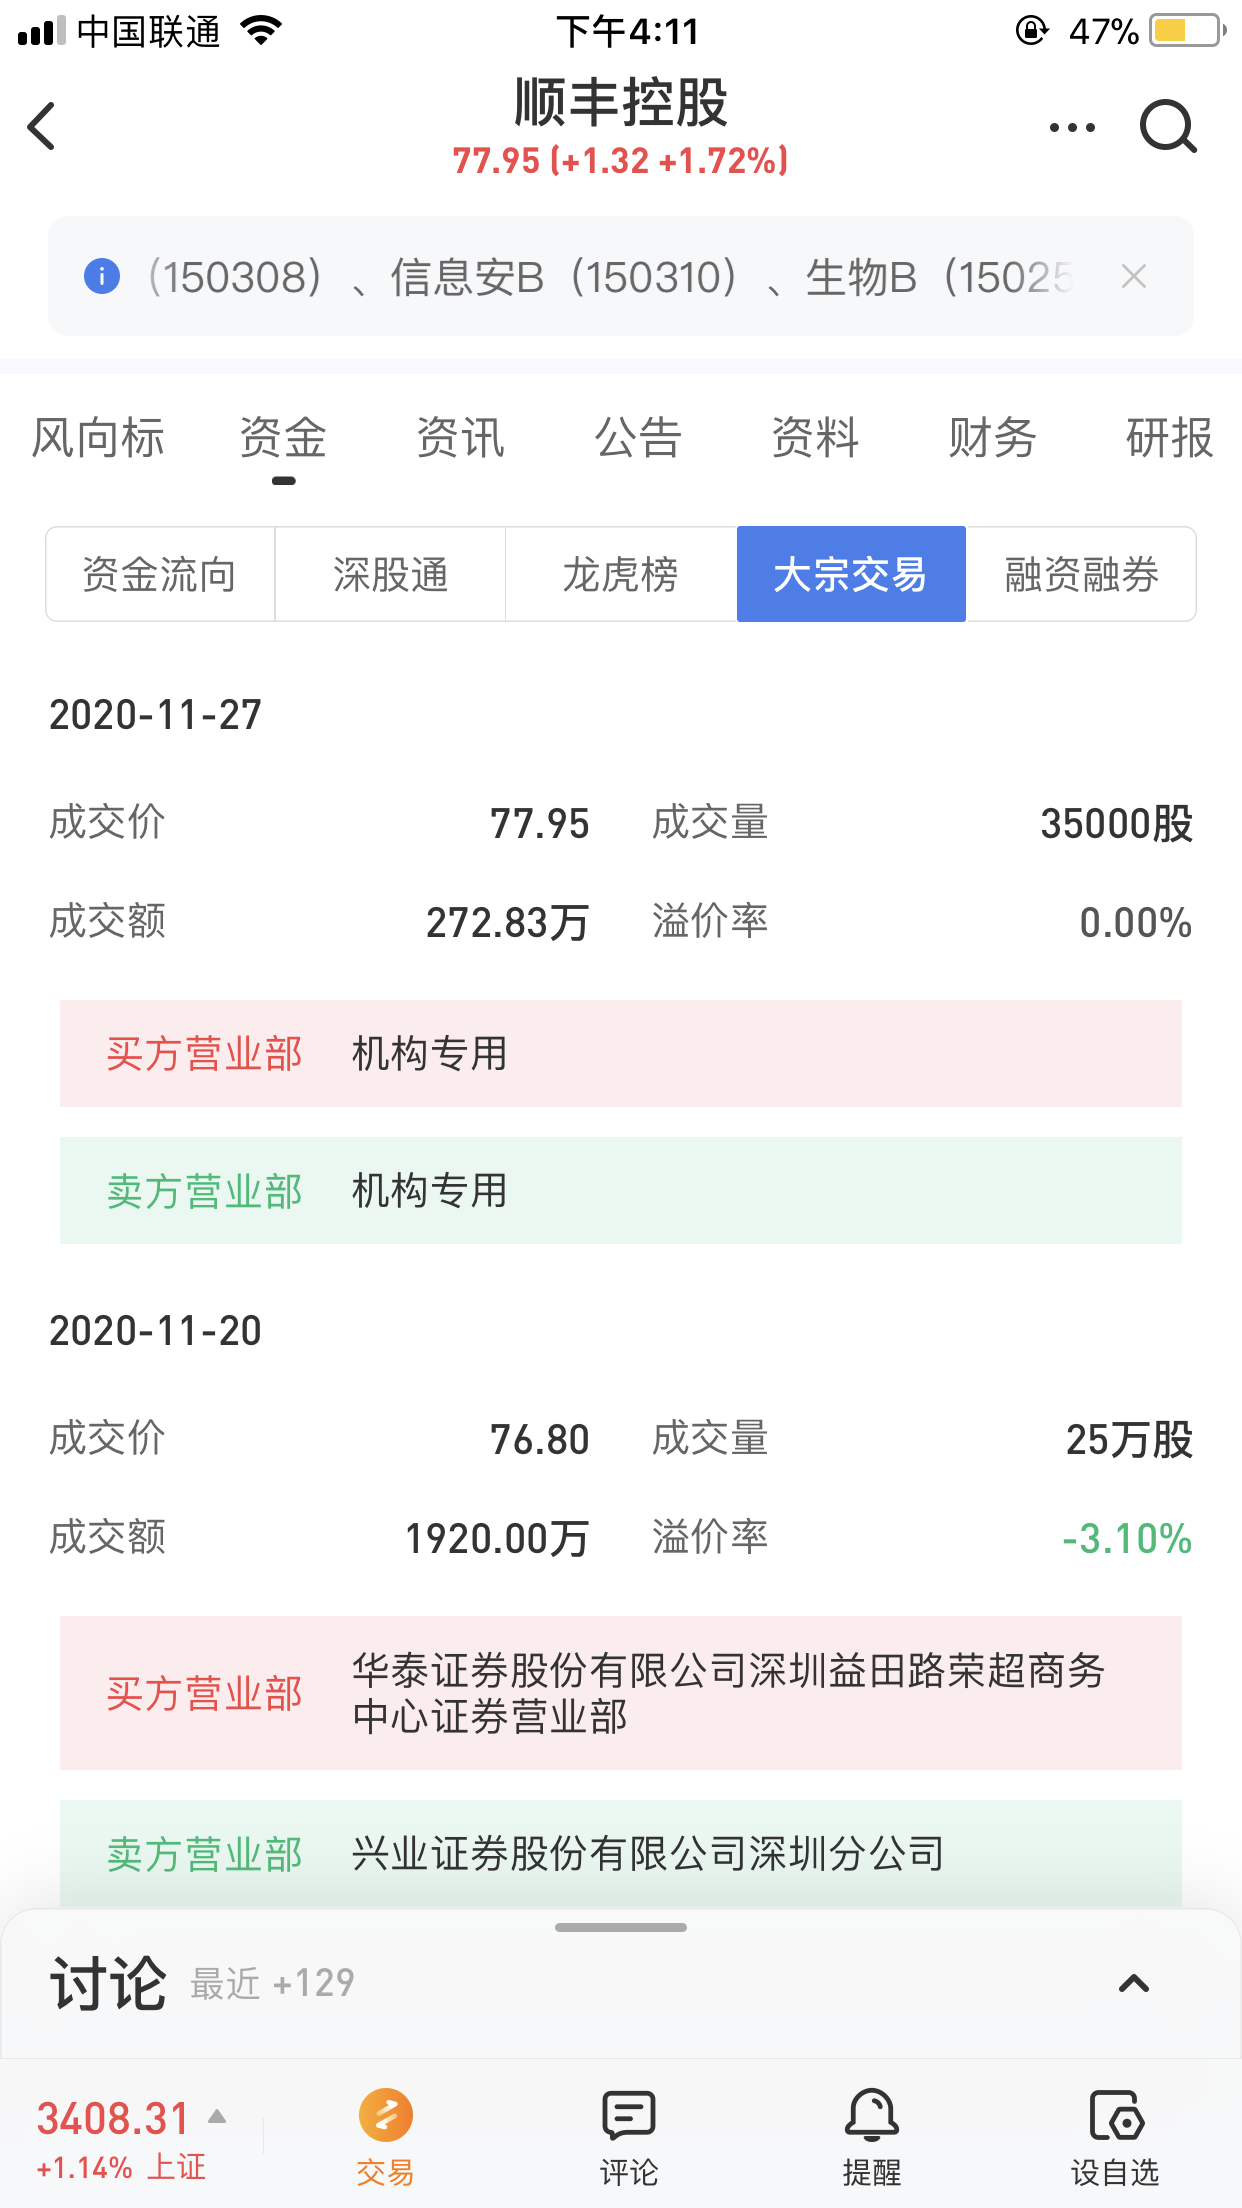 中国联通 下午4:11 47%
顺丰控股
77.95 (+1.32 +1.72%)
（150308）、信息安B（150310）、生物B（15025
风向标 资金 资讯 公告 资料 财务 研报
资金流向 深股通 龙虎榜 大宗交易 融资融券
2020-11-27
成交价 77.95 成交量 35000股
成交额 272.83万 溢价率 0.00%
买方营业部 机构专用
卖方营业部 机构专用
2020-11-20
成交价 76.80 成交量 25万股
成交额 1920.00万 溢价率 -3.10%
买方营业部 华泰证券股份有限公司深圳益田路荣超商务
中心证券营业部
卖方营业部 兴业证券股份有限公司深圳分公司
讨论 最近 +129
3408.31
+1.14% 上证
交易 评论 提醒 设自选